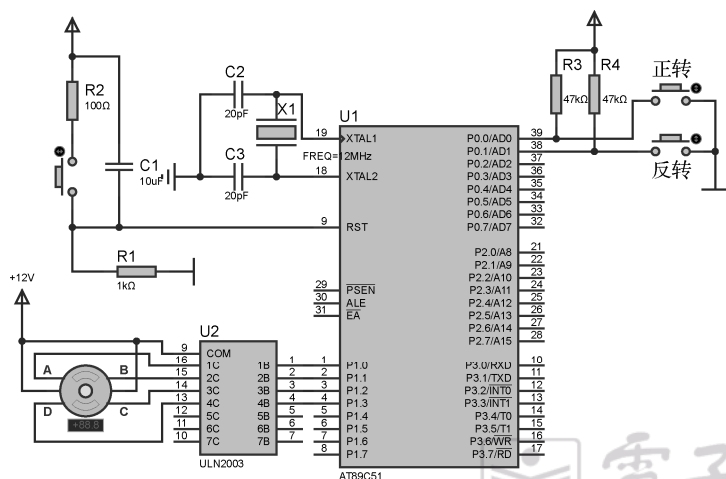 R2
100Ω
C1
10uF
R1
1kΩ
C2
20pF
X1
FREQ=12MHz
C3
20pF
U1
19 XTAL1
18 XTAL2
9 RST
29 PSEN
30 ALE
31 EA
1 P1.0
2 P1.1
3 P1.2
4 P1.3
5 P1.4
6 P1.5
7 P1.6
8 P1.7
P0.0/AD0 39
P0.1/AD1 38
P0.2/AD2 37
P0.3/AD3 36
P0.4/AD4 35
P0.5/AD5 34
P0.6/AD6 33
P0.7/AD7 32
P2.0/A8 21
P2.1/A9 22
P2.2/A10 23
P2.3/A11 24
P2.4/A12 25
P2.5/A13 26
P2.6/A14 27
P2.7/A15 28
P3.0/RXD 10
P3.1/TXD 11
P3.2/INT0 12
P3.3/INT1 13
P3.4/T0 14
P3.5/T1 15
P3.6/WR 16
P3.7/RD 17
AT89C51
R3
47kΩ
R4
47kΩ
正转
反转
+12V
A
B
D
C
+88.8
U2
9 COM
16 1C
15 2C
14 3C
13 4C
12 5C
11 6C
10 7C
1B 1
2B 2
3B 3
4B 4
5B 5
6B 6
7B 7
ULN2003
電子